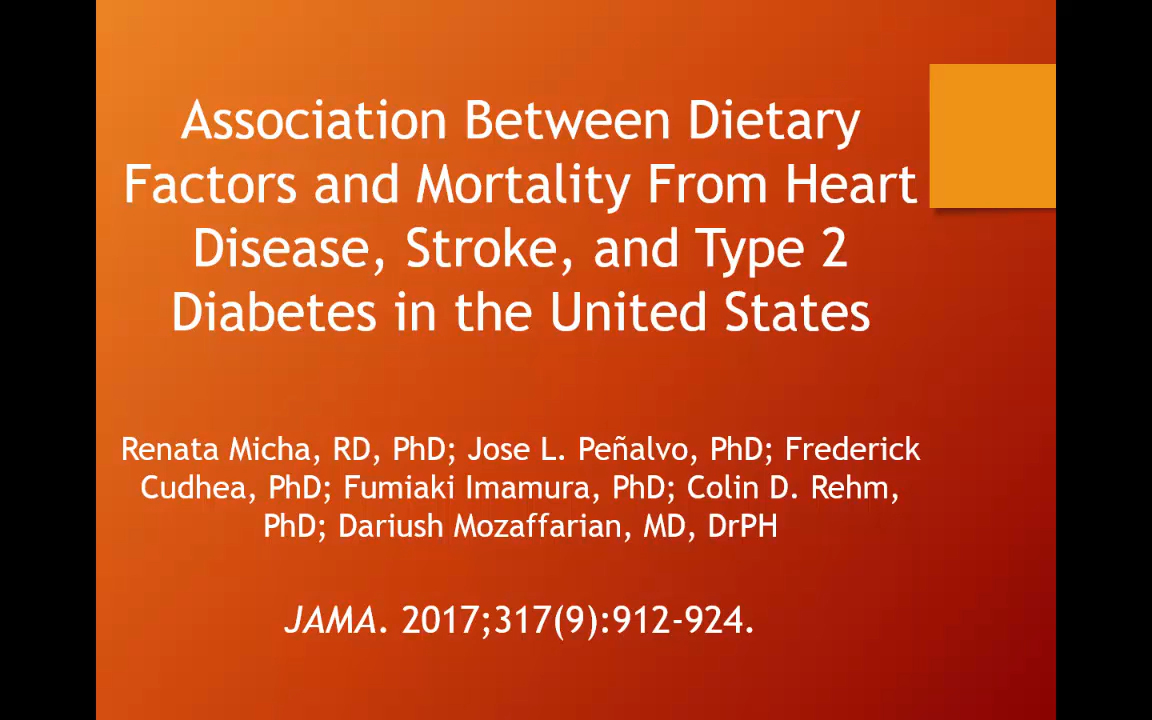 Association Between Dietary
Factors and Mortality From Heart
Disease, Stroke, and Type 2
Diabetes in the United States
Renata Micha, RD, PhD; Jose L. Peñalvo, PhD; Frederick
Cudhea, PhD; Fumiaki Imamura, PhD; Colin D. Rehm,
PhD; Dariush Mozaffarian, MD, DrPH
JAMA. 2017;317(9):912-924.